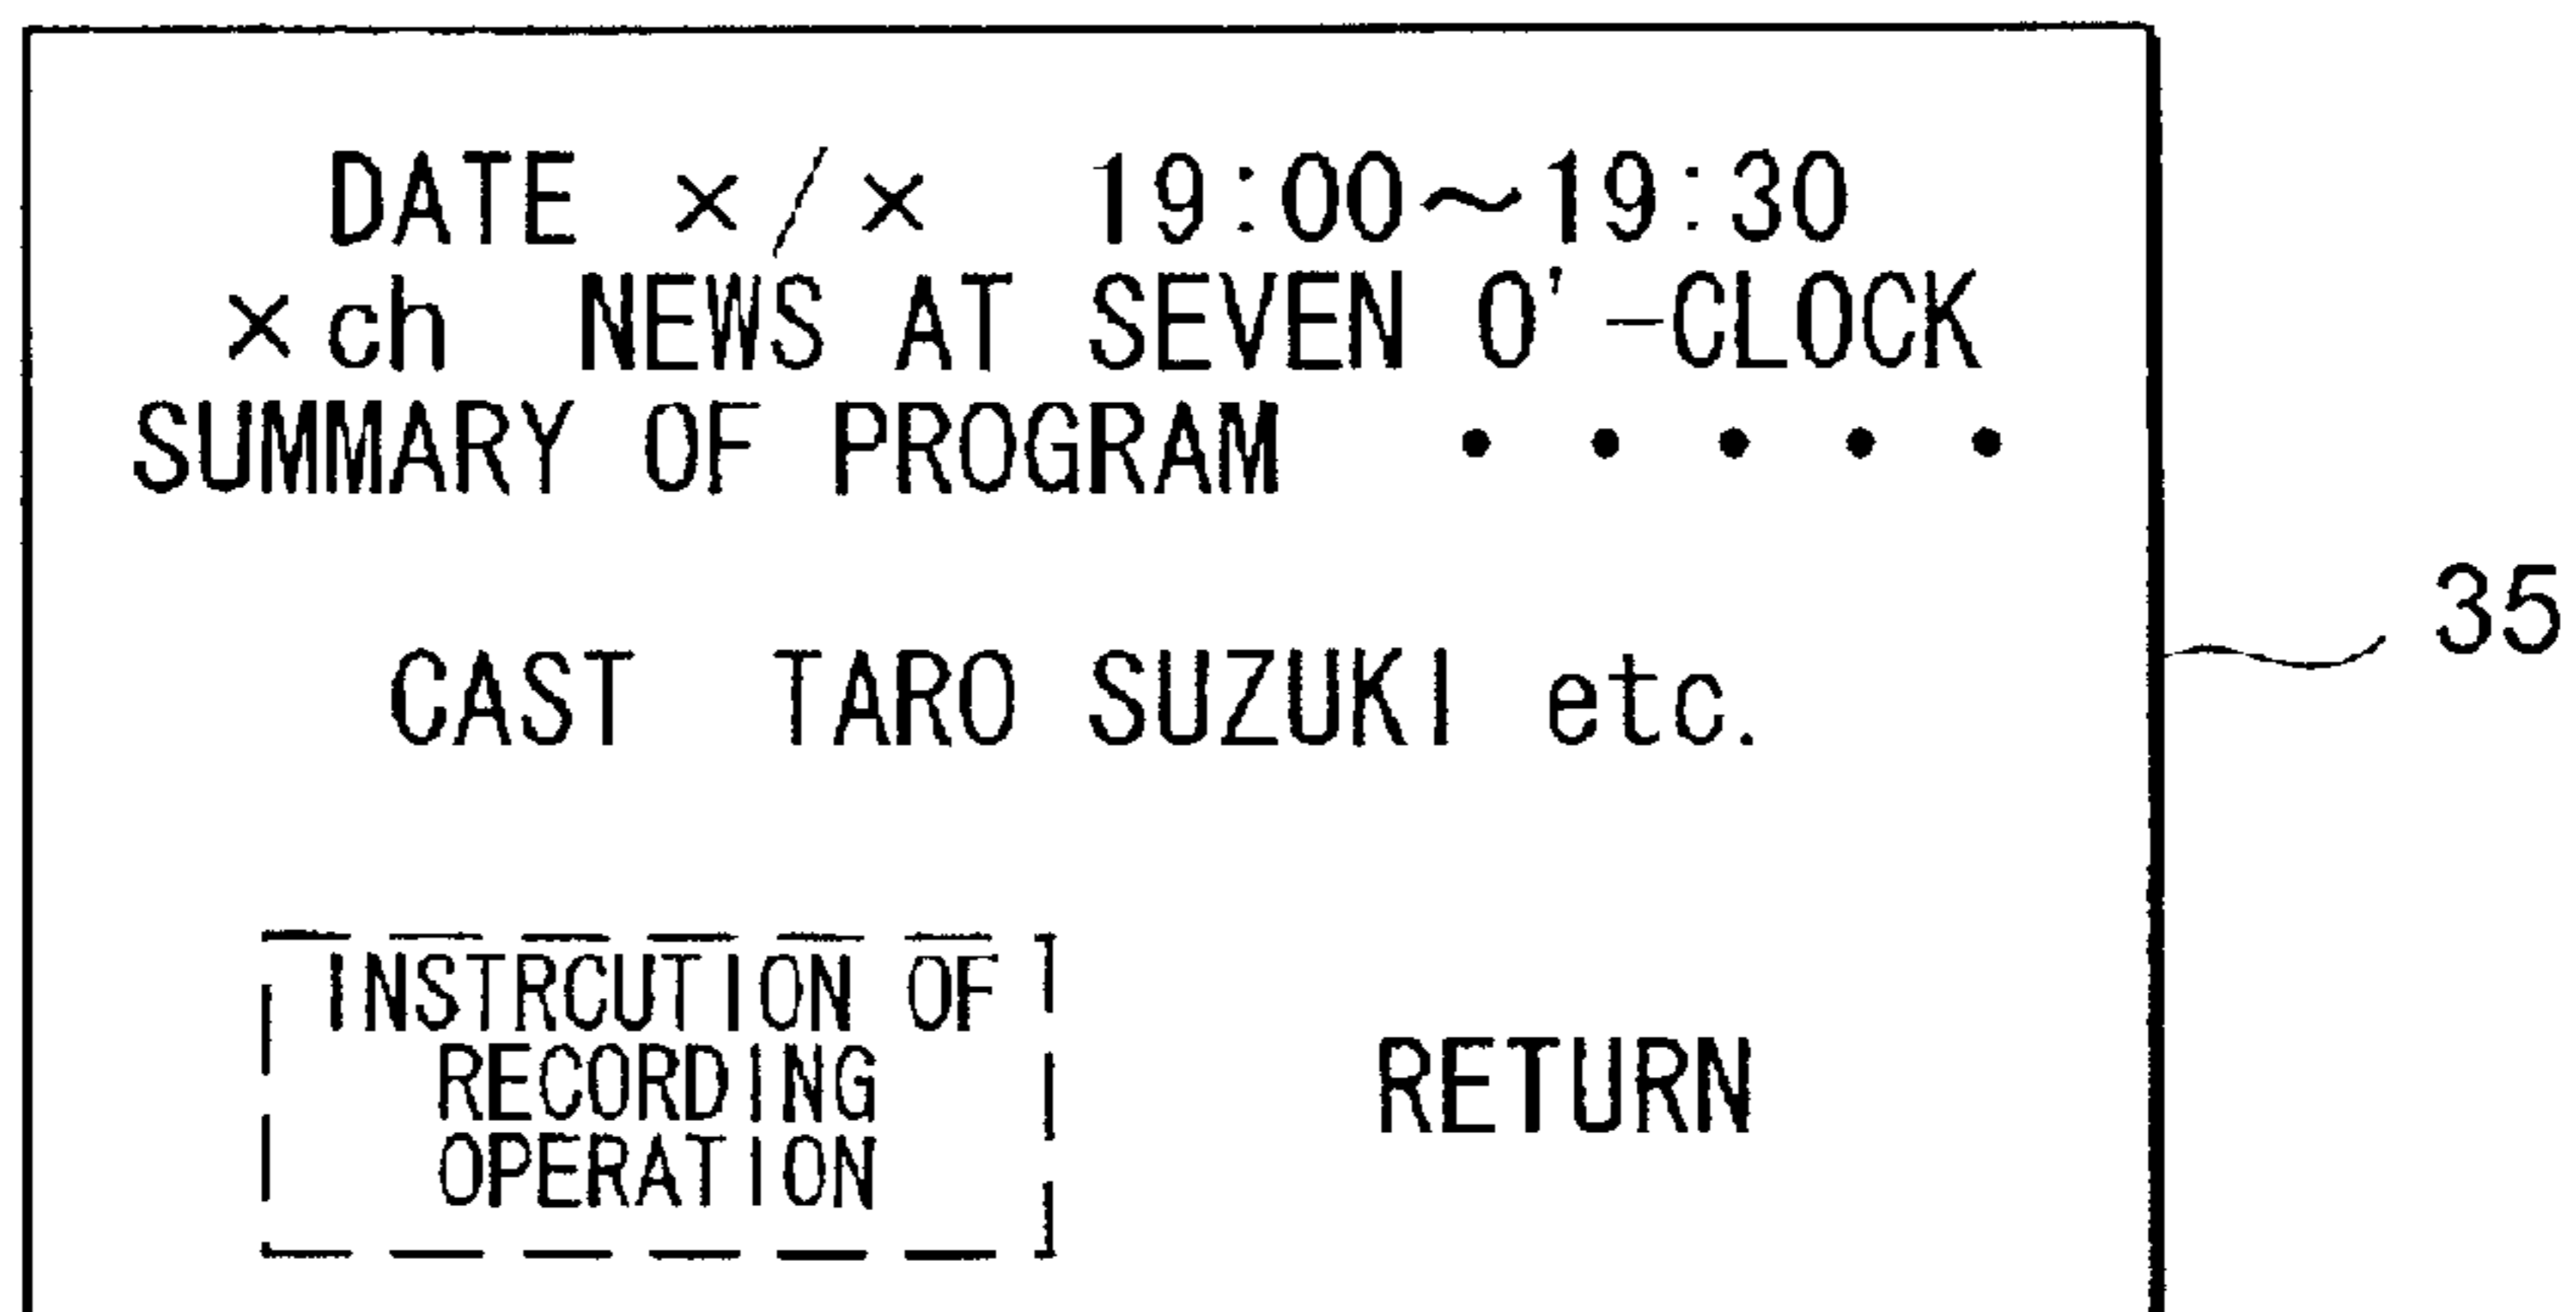 DATE ×/× 19:00～19:30
×ch NEWS AT SEVEN O'-CLOCK
SUMMARY OF PROGRAM • • • • •
35
CAST TARO SUZUKI etc.
INSTRCUTION OF
RECORDING
OPERATION
RETURN